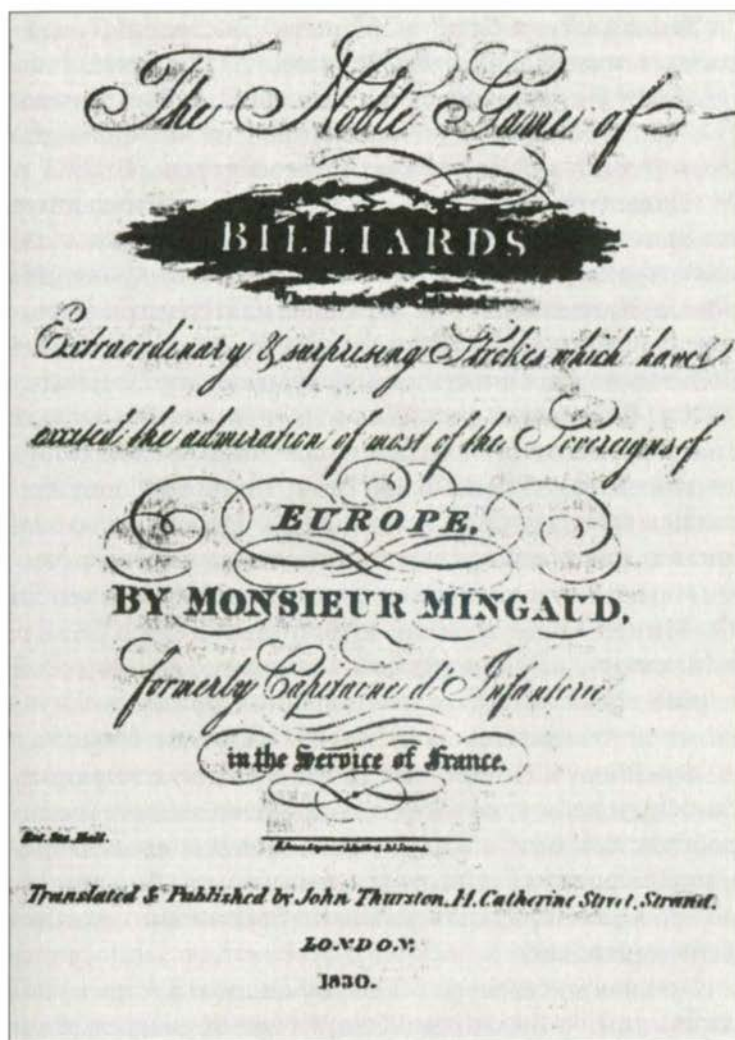 The Noble Game of
BILLIARDS
Extraordinary & surprising Strokes which have
excited the admiration of most of the Sovereigns of
EUROPE,
BY MONSIEUR MINGAUD,
formerly Capitaine d'Infanterie
in the Service of France.
Translated & Published by John Thurston, 14, Catherine Street, Strand.
LONDON.
1830.